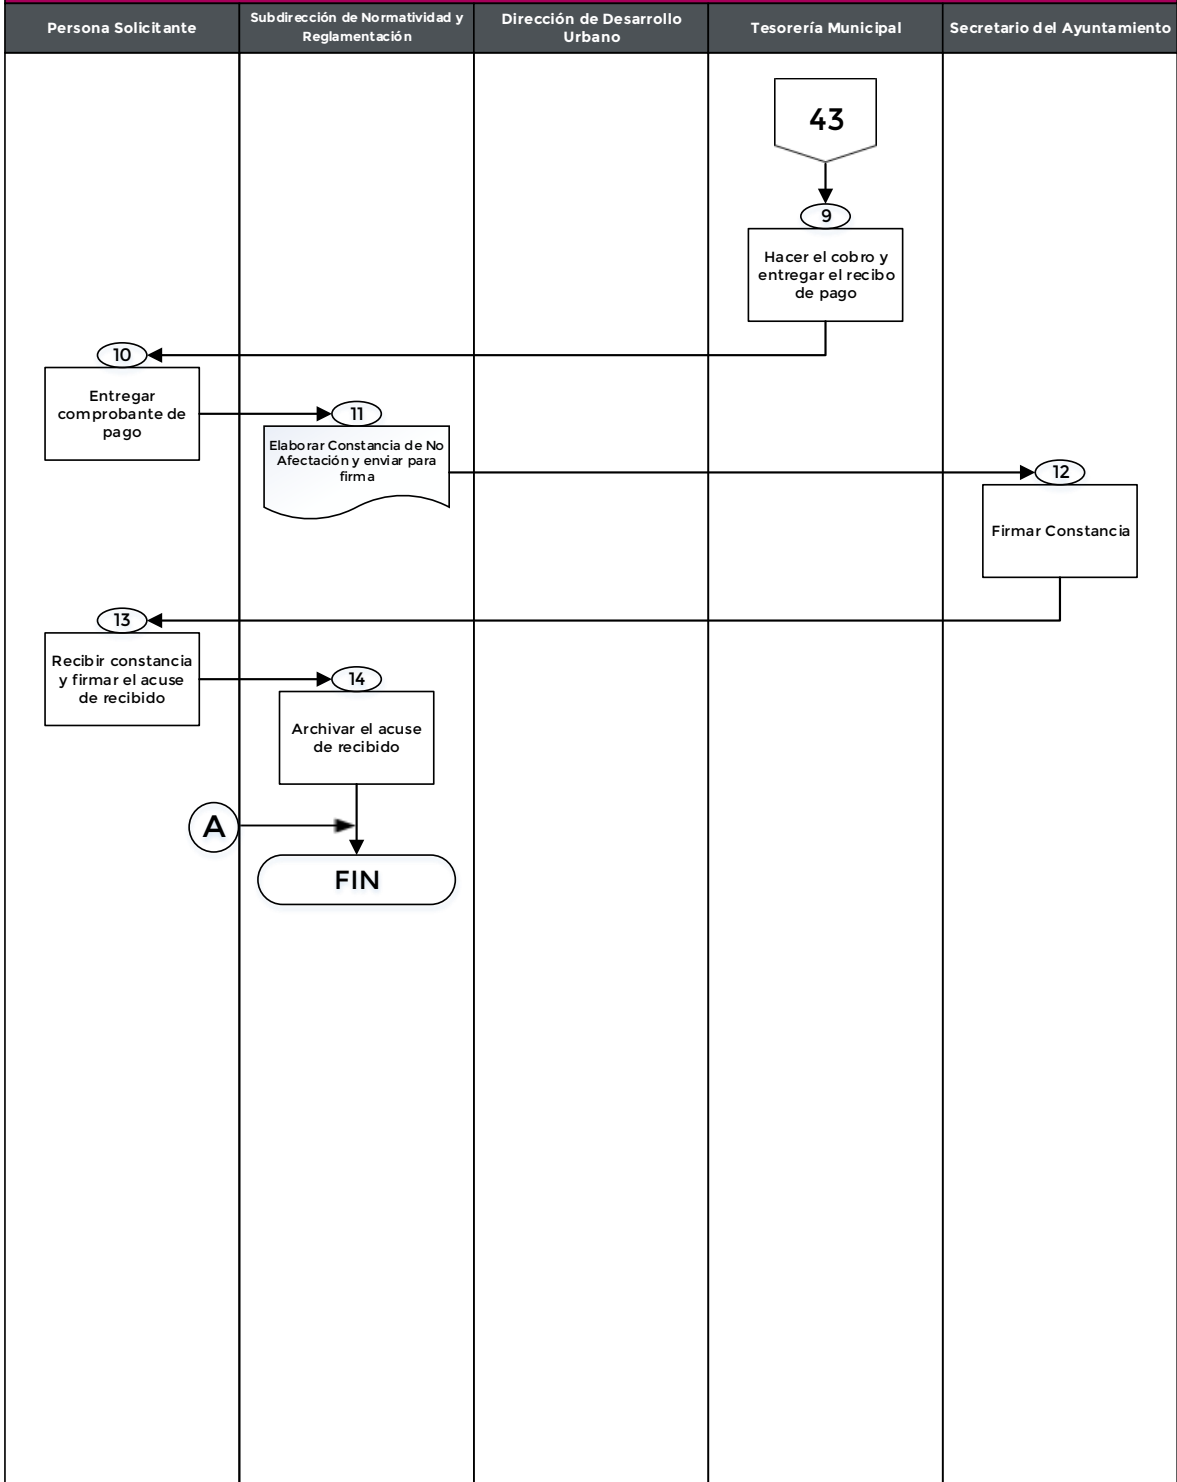 Persona Solicitante
Subdirección de Normatividad y
Reglamentación
Dirección de Desarrollo
Urbano
Tesorería Municipal
Secretario del Ayuntamiento
43
9
Hacer el cobro y
entregar el recibo
de pago
10
Entregar
comprobante de
pago
11
Elaborar Constancia de No
Afectación y enviar para
firma
12
Firmar Constancia
13
Recibir constancia
y firmar el acuse
de recibido
14
Archivar el acuse
de recibido
A
FIN